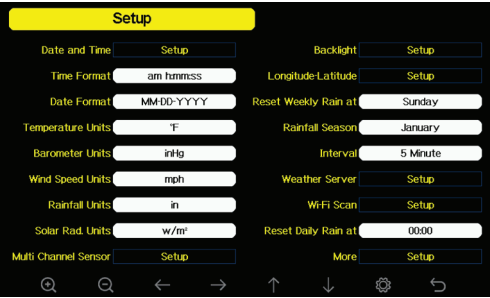 Setup
Date and Time Setup
Time Format am h:mm:ss
Date Format MM-DD-YYYY
Temperature Units °F
Barometer Units inHg
Wind Speed Units mph
Rainfall Units in
Solar Rad. Units w/m²
Multi Channel Sensor Setup
Backlight Setup
Longitude-Latitude Setup
Reset Weekly Rain at Sunday
Rainfall Season January
Interval 5 Minute
Weather Server Setup
Wi-Fi Scan Setup
Reset Daily Rain at 00:00
More Setup